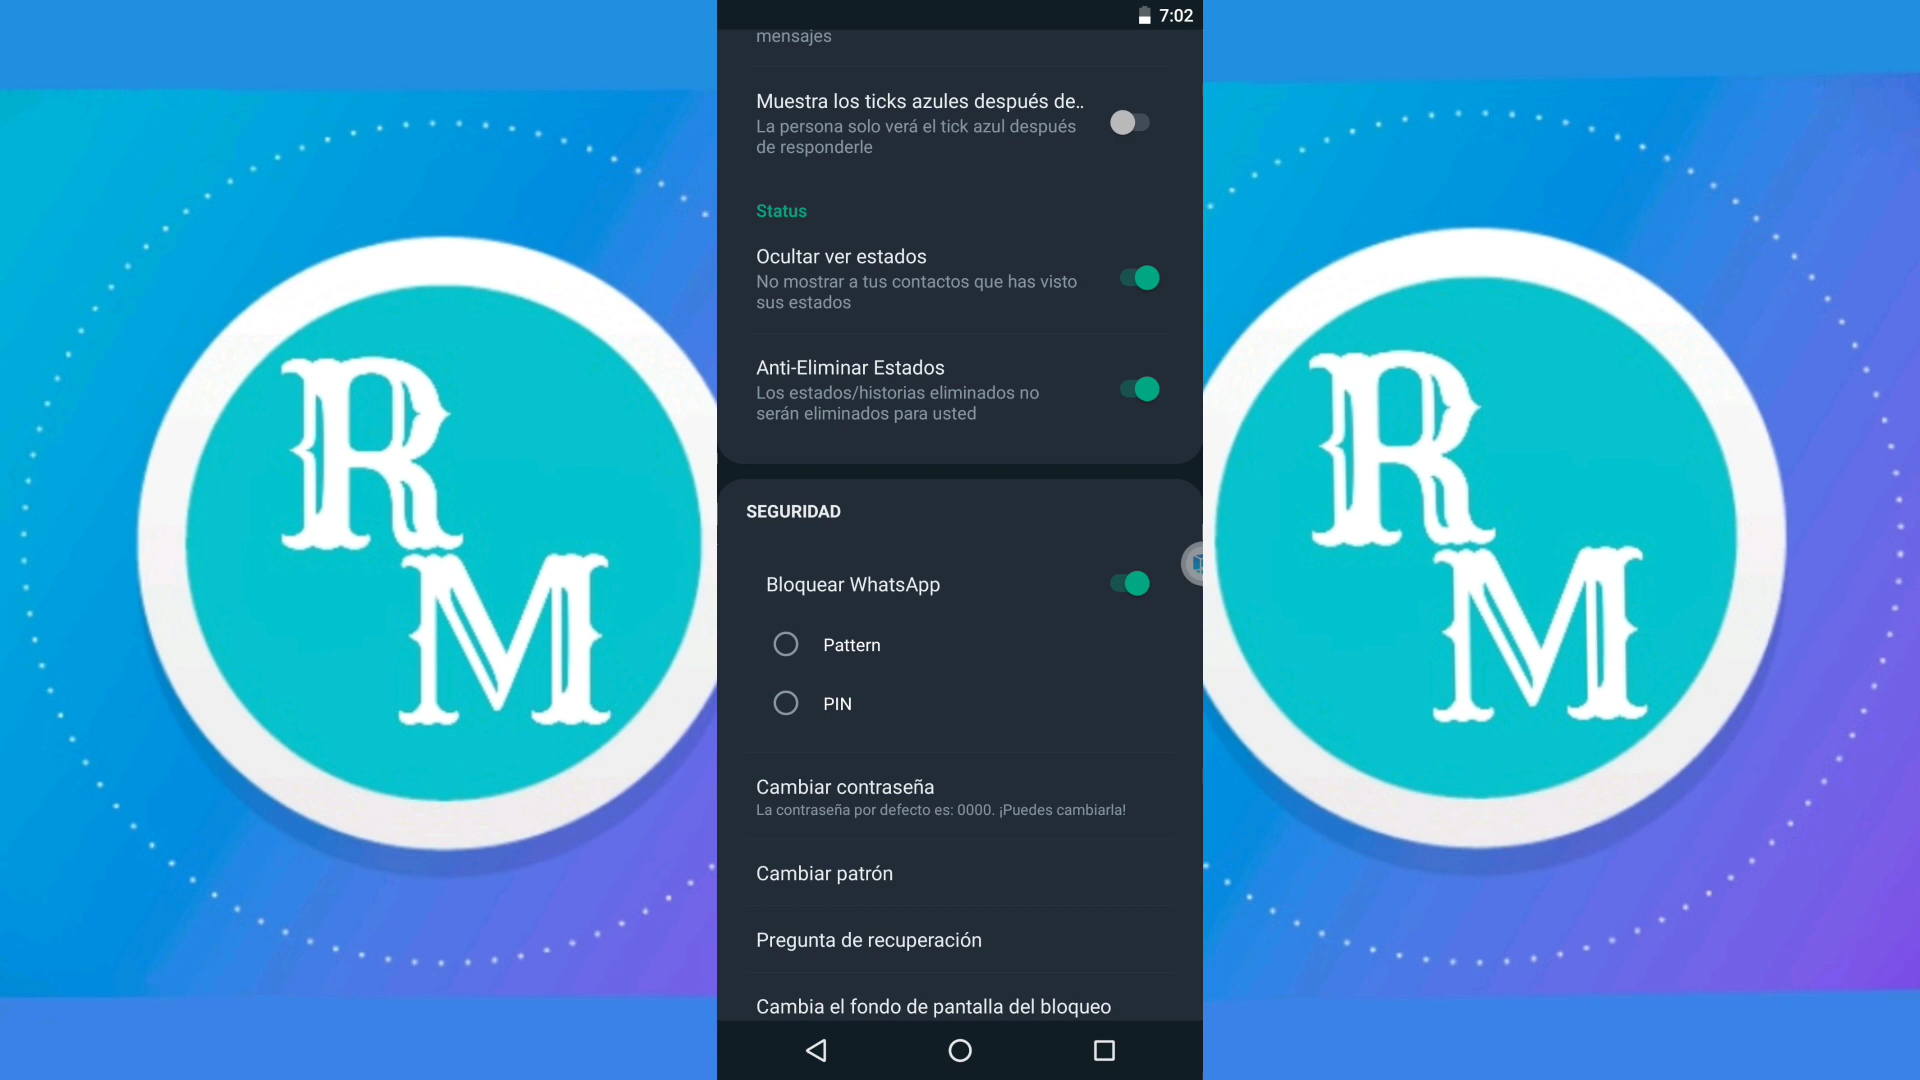 7:02
mensajes
Muestra los ticks azules después de..
La persona solo verá el tick azul después
de responderle
Status
Ocultar ver estados
No mostrar a tus contactos que has visto
sus estados
Anti-Eliminar Estados
Los estados/historias eliminados no
serán eliminados para usted
SEGURIDAD
Bloquear WhatsApp
Pattern
PIN
Cambiar contraseña
La contraseña por defecto es: 0000. ¡Puedes cambiarla!
Cambiar patrón
Pregunta de recuperación
Cambia el fondo de pantalla del bloqueo
R
M
R
M